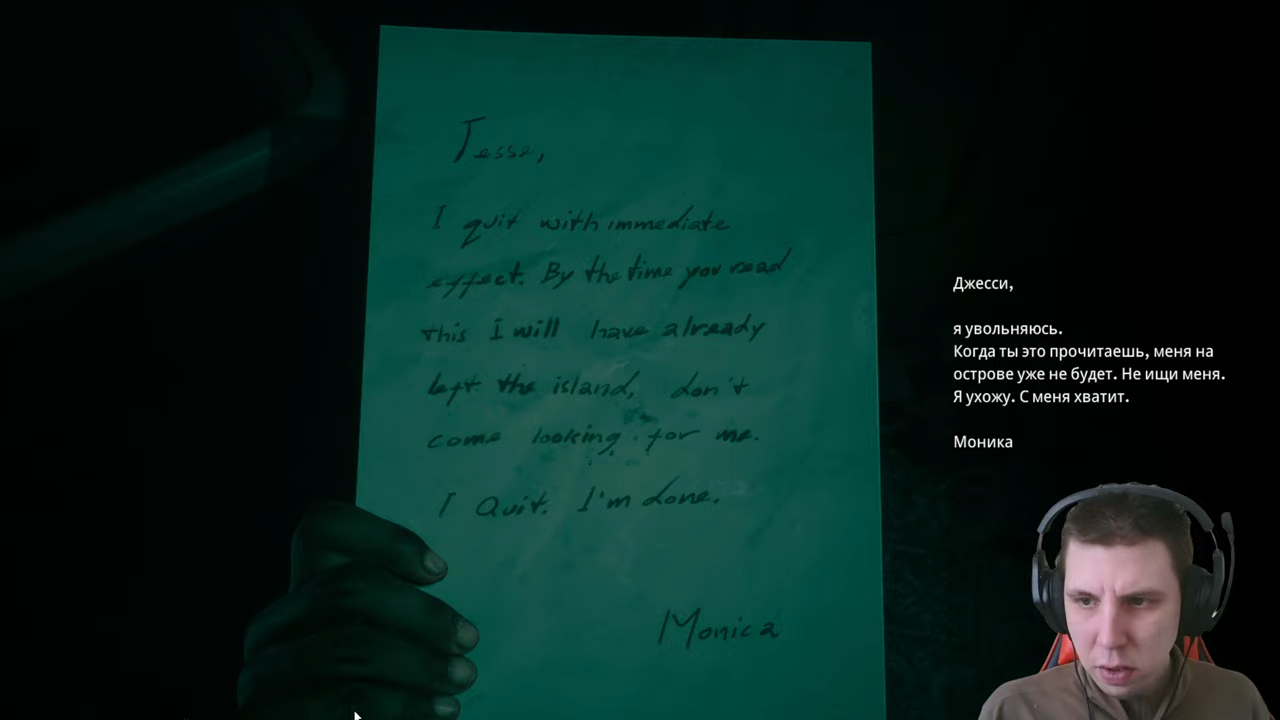 Jesse,
I quit with immediate
effect. By the time you read
this I will have already
left the island, don't
come looking for me.
I Quit. I'm done.
Monica
Джесси,
я увольняюсь.
Когда ты это прочитаешь, меня на
острове уже не будет. Не ищи меня.
Я ухожу. С меня хватит.
Моника